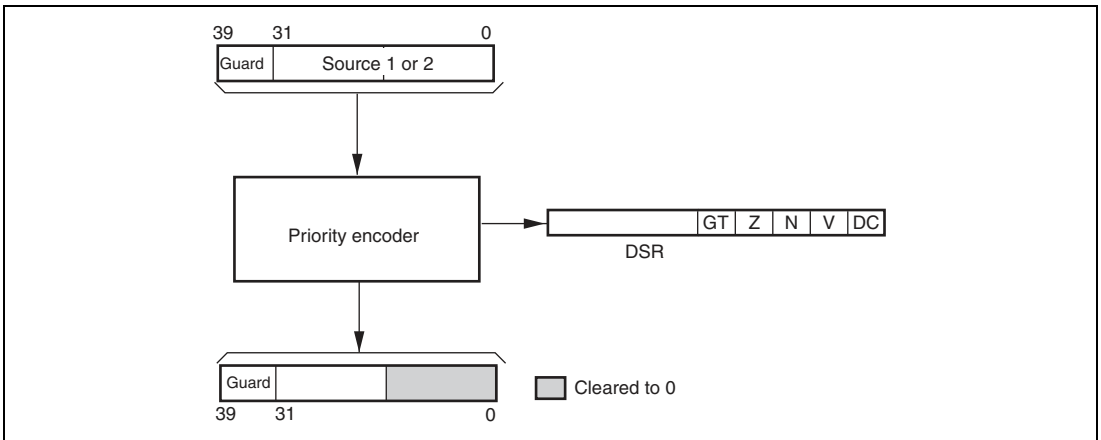 39 31 0
Guard Source 1 or 2
Priority encoder
GT Z N V DC
DSR
Guard
Cleared to 0
39 31 0